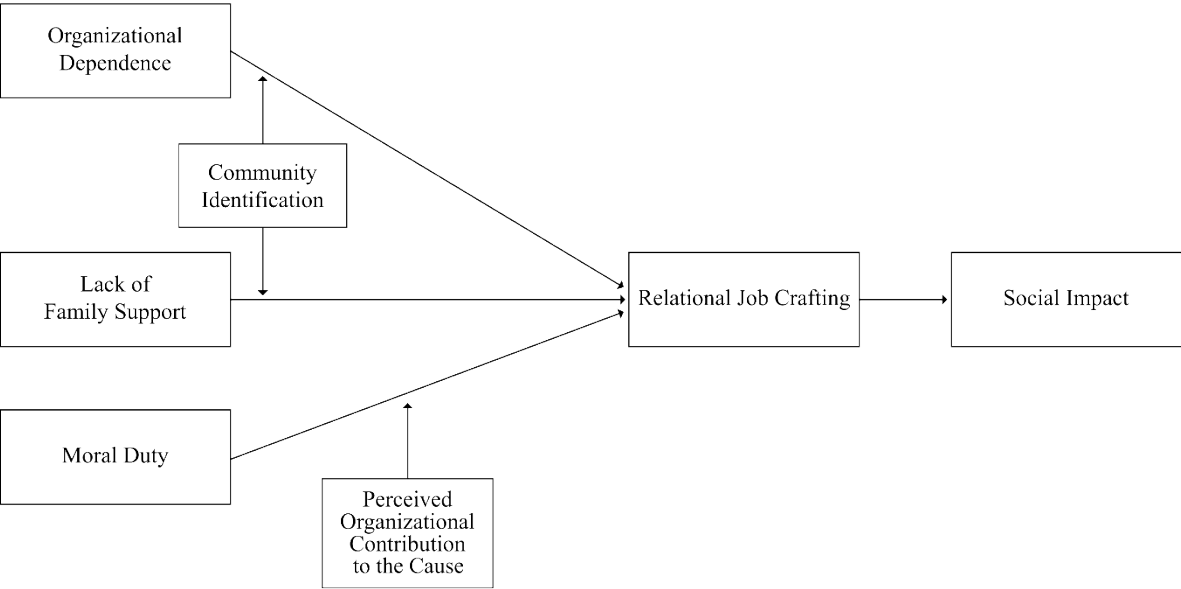 Organizational
Dependence
Community
Identification
Lack of
Family Support
Relational Job Crafting
Social Impact
Moral Duty
Perceived
Organizational
Contribution
to the Cause